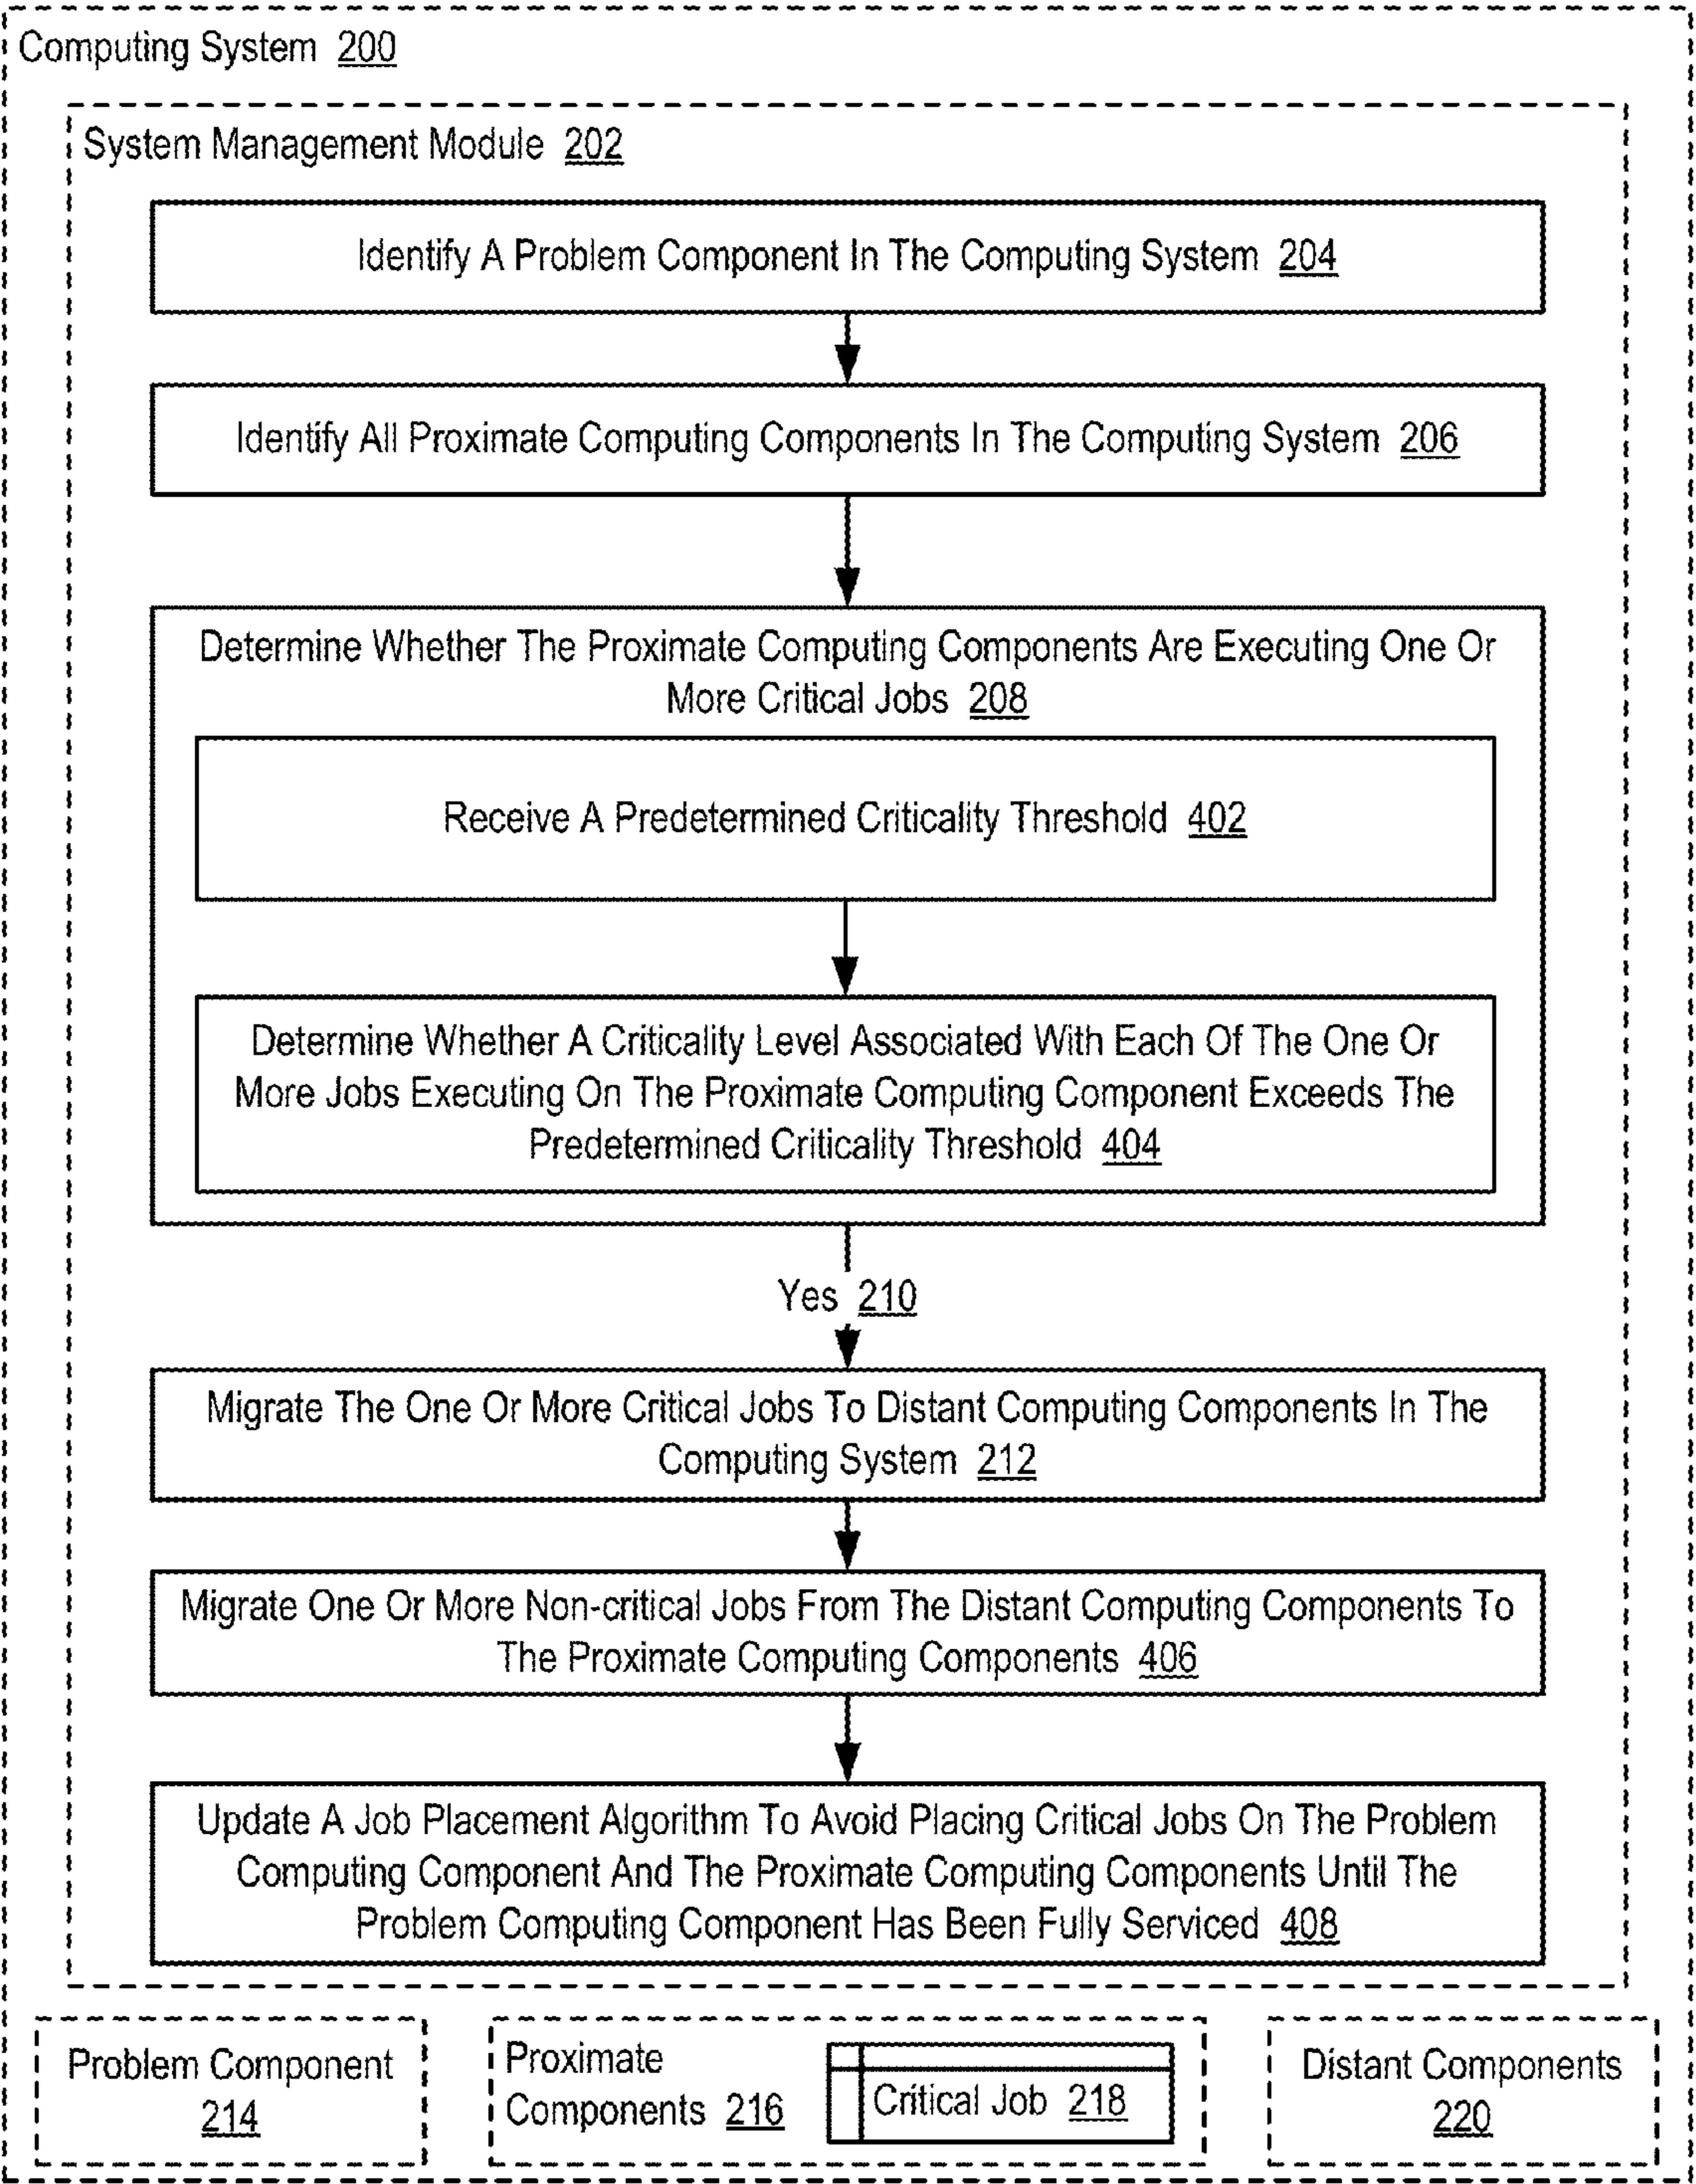 Computing System 200
System Management Module 202
Identify A Problem Component In The Computing System 204
Identify All Proximate Computing Components In The Computing System 206
Determine Whether The Proximate Computing Components Are Executing One Or
More Critical Jobs 208
Receive A Predetermined Criticality Threshold 402
Determine Whether A Criticality Level Associated With Each Of The One Or
More Jobs Executing On The Proximate Computing Component Exceeds The
Predetermined Criticality Threshold 404
Yes 210
Migrate The One Or More Critical Jobs To Distant Computing Components In The
Computing System 212
Migrate One Or More Non-critical Jobs From The Distant Computing Components To
The Proximate Computing Components 406
Update A Job Placement Algorithm To Avoid Placing Critical Jobs On The Problem
Computing Component And The Proximate Computing Components Until The
Problem Computing Component Has Been Fully Serviced 408
Problem Component
214
Proximate
Components 216
Critical Job 218
Distant Components
220